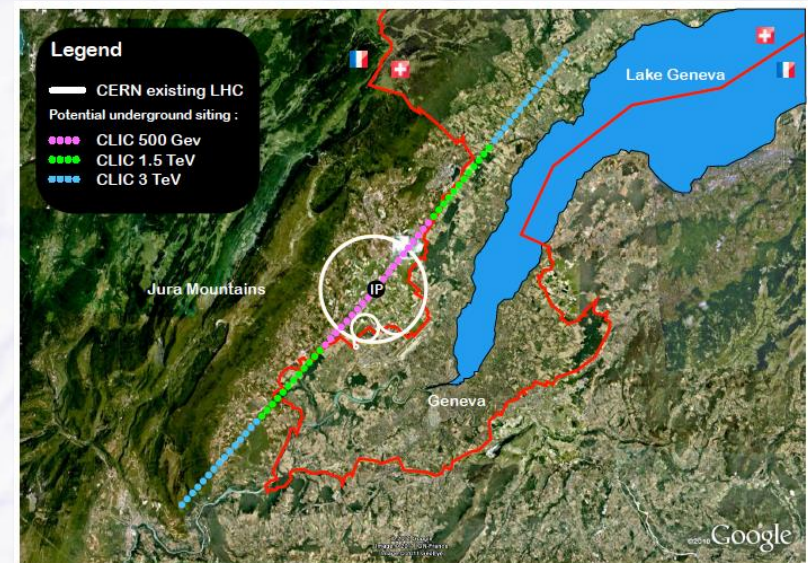 Legend
CERN existing LHC
Potential underground siting :
CLIC 500 Gev
CLIC 1.5 TeV
CLIC 3 TeV
Lake Geneva
Jura Mountains
IP
Geneva
©2010 Google